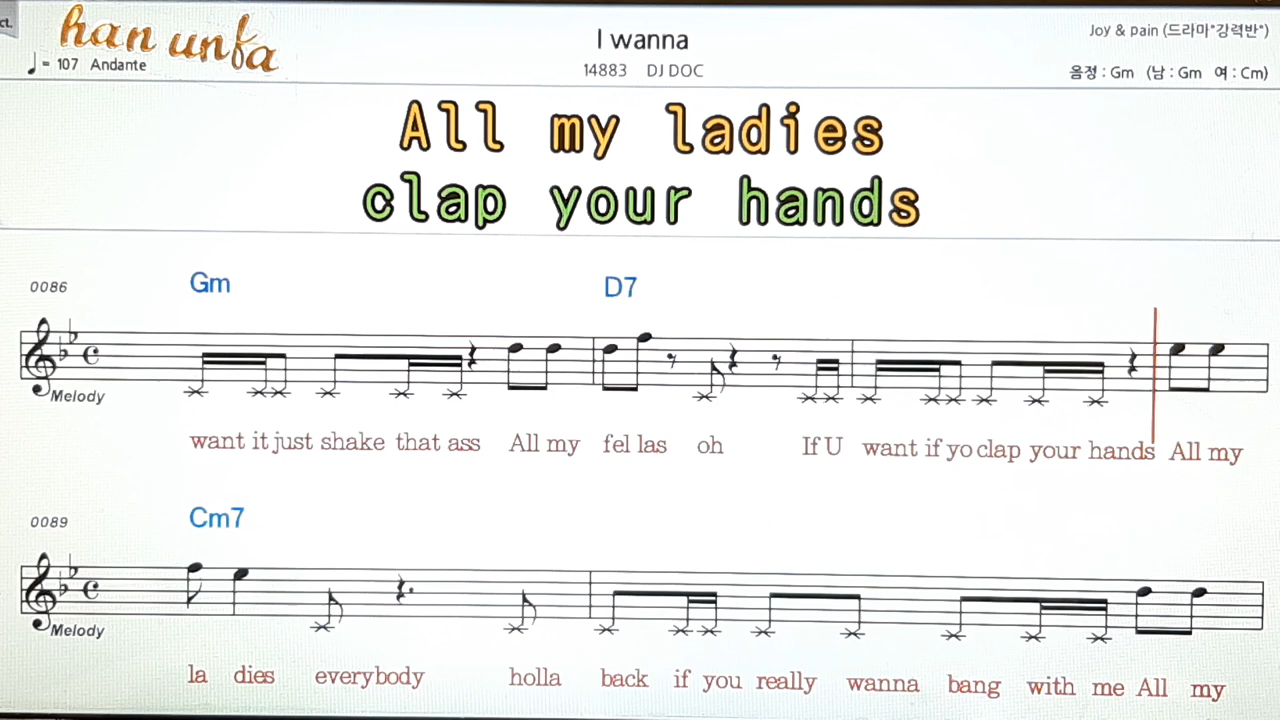 ct.
han unfa
I wanna
Joy & pain (드라마"강력반")
♩= 107 Andante
14883 DJ DOC
음정 : Gm (남 : Gm 여 : Cm)
All my ladies
clap your hands
0086 Gm D7
Melody
want it just shake that ass All my fel las oh If U want if yo clap your hands All my
0089 Cm7
Melody
la dies everybody holla back if you really wanna bang with me All my